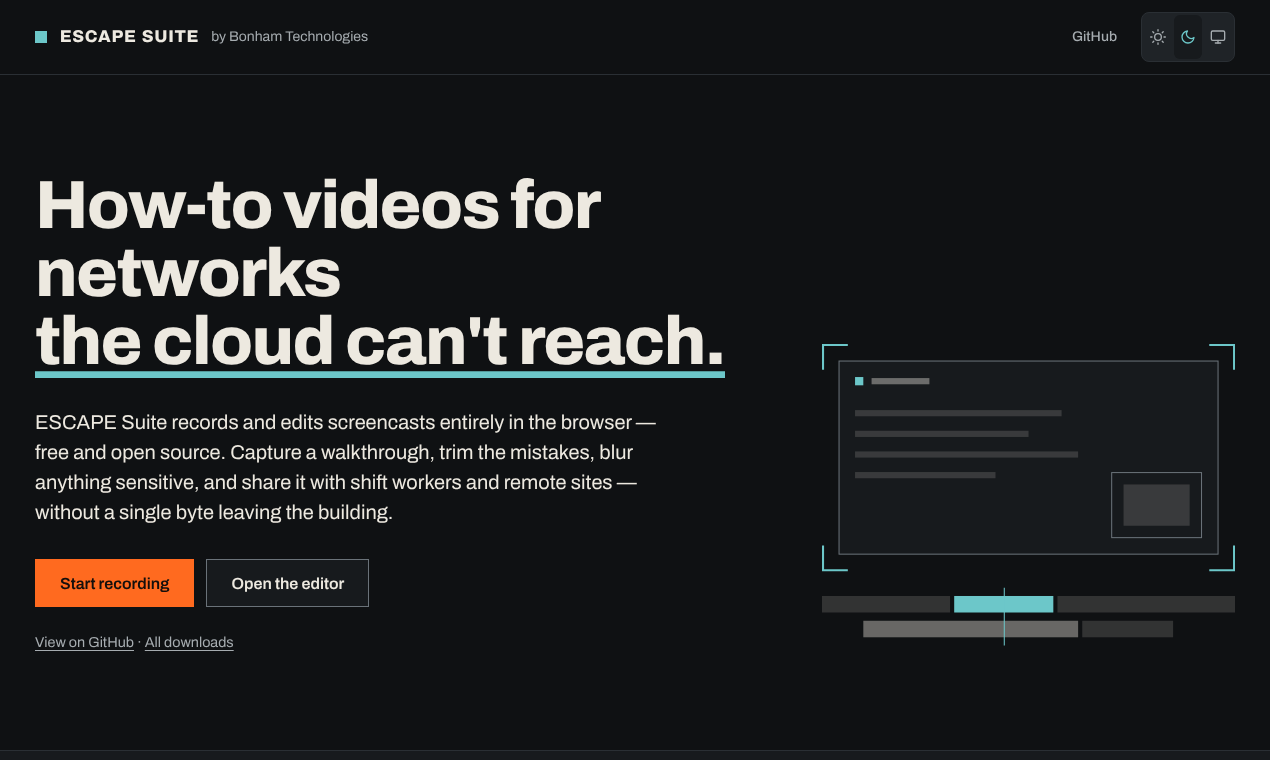 ESCAPE SUITE by Bonham Technologies
GitHub
How-to videos for
networks
the cloud can't reach.
ESCAPE Suite records and edits screencasts entirely in the browser —
free and open source. Capture a walkthrough, trim the mistakes, blur
anything sensitive, and share it with shift workers and remote sites —
without a single byte leaving the building.
Start recording
Open the editor
View on GitHub · All downloads